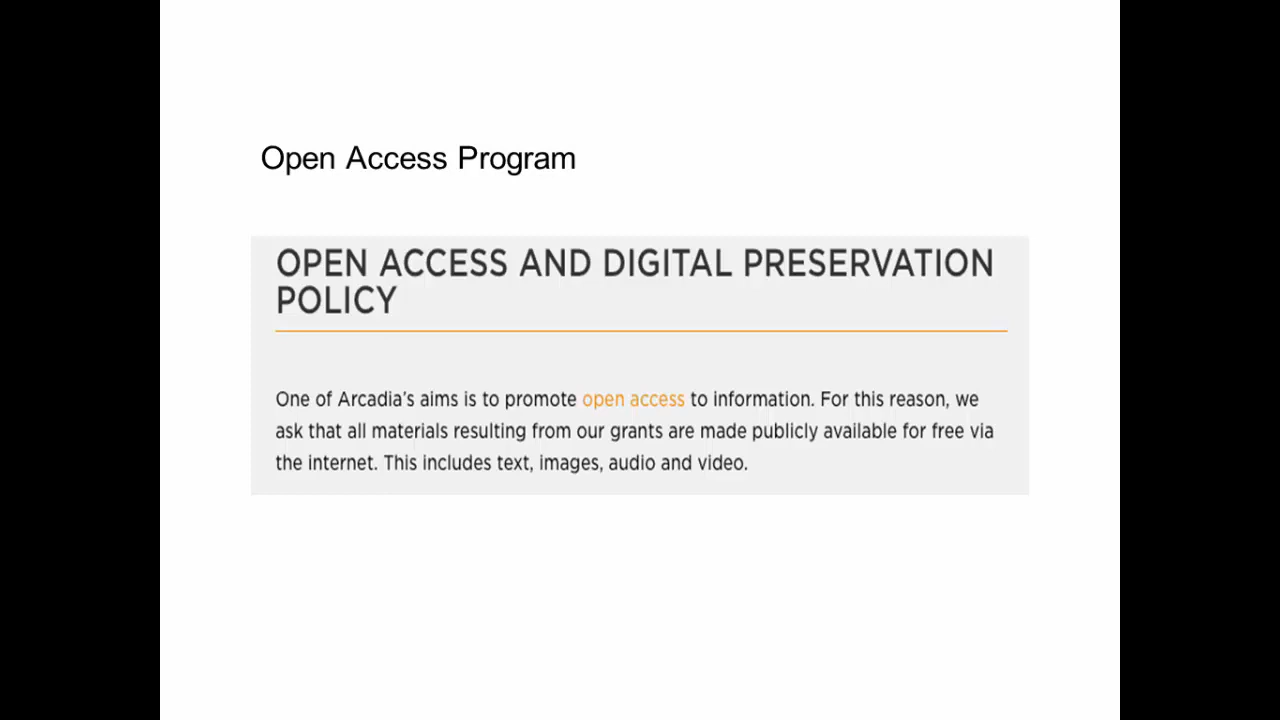 Open Access Program
OPEN ACCESS AND DIGITAL PRESERVATION
POLICY
One of Arcadia's aims is to promote open access to information. For this reason, we
ask that all materials resulting from our grants are made publicly available for free via
the internet. This includes text, images, audio and video.